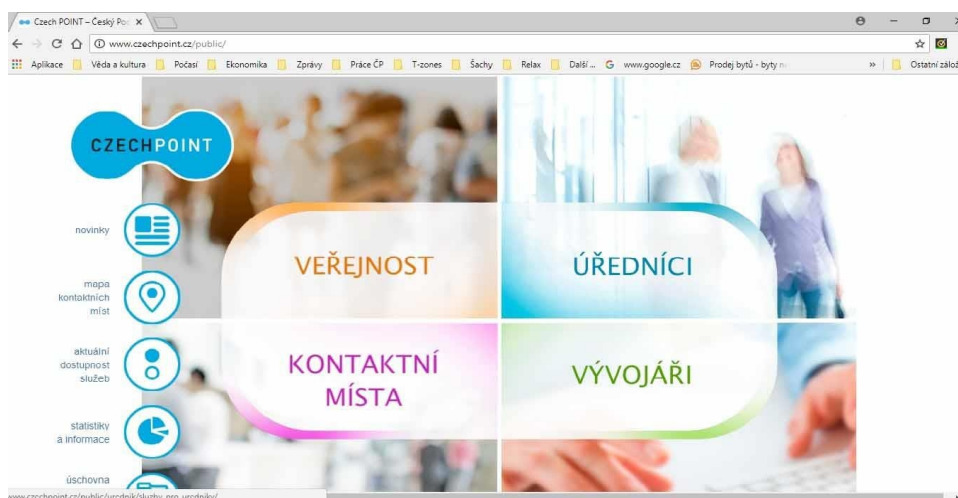 Czech POINT – Český Po
www.czechpoint.cz/public/
Aplikace Věda a kultura Počasí Ekonomika Zprávy Práce ČP T-zones Šachy Relax Další ... www.google.cz Prodej bytů - byty n » Ostatní zálož
CZECHPOINT
novinky
mapa
kontaktních
míst
aktuální
dostupnost
služeb
statistiky
a informace
úschovna
VEŘEJNOST
ÚŘEDNÍCI
KONTAKTNÍ
MÍSTA
VÝVOJÁŘI
www.czechpoint.cz/public/urednik/sluzby-pro-uredniky/